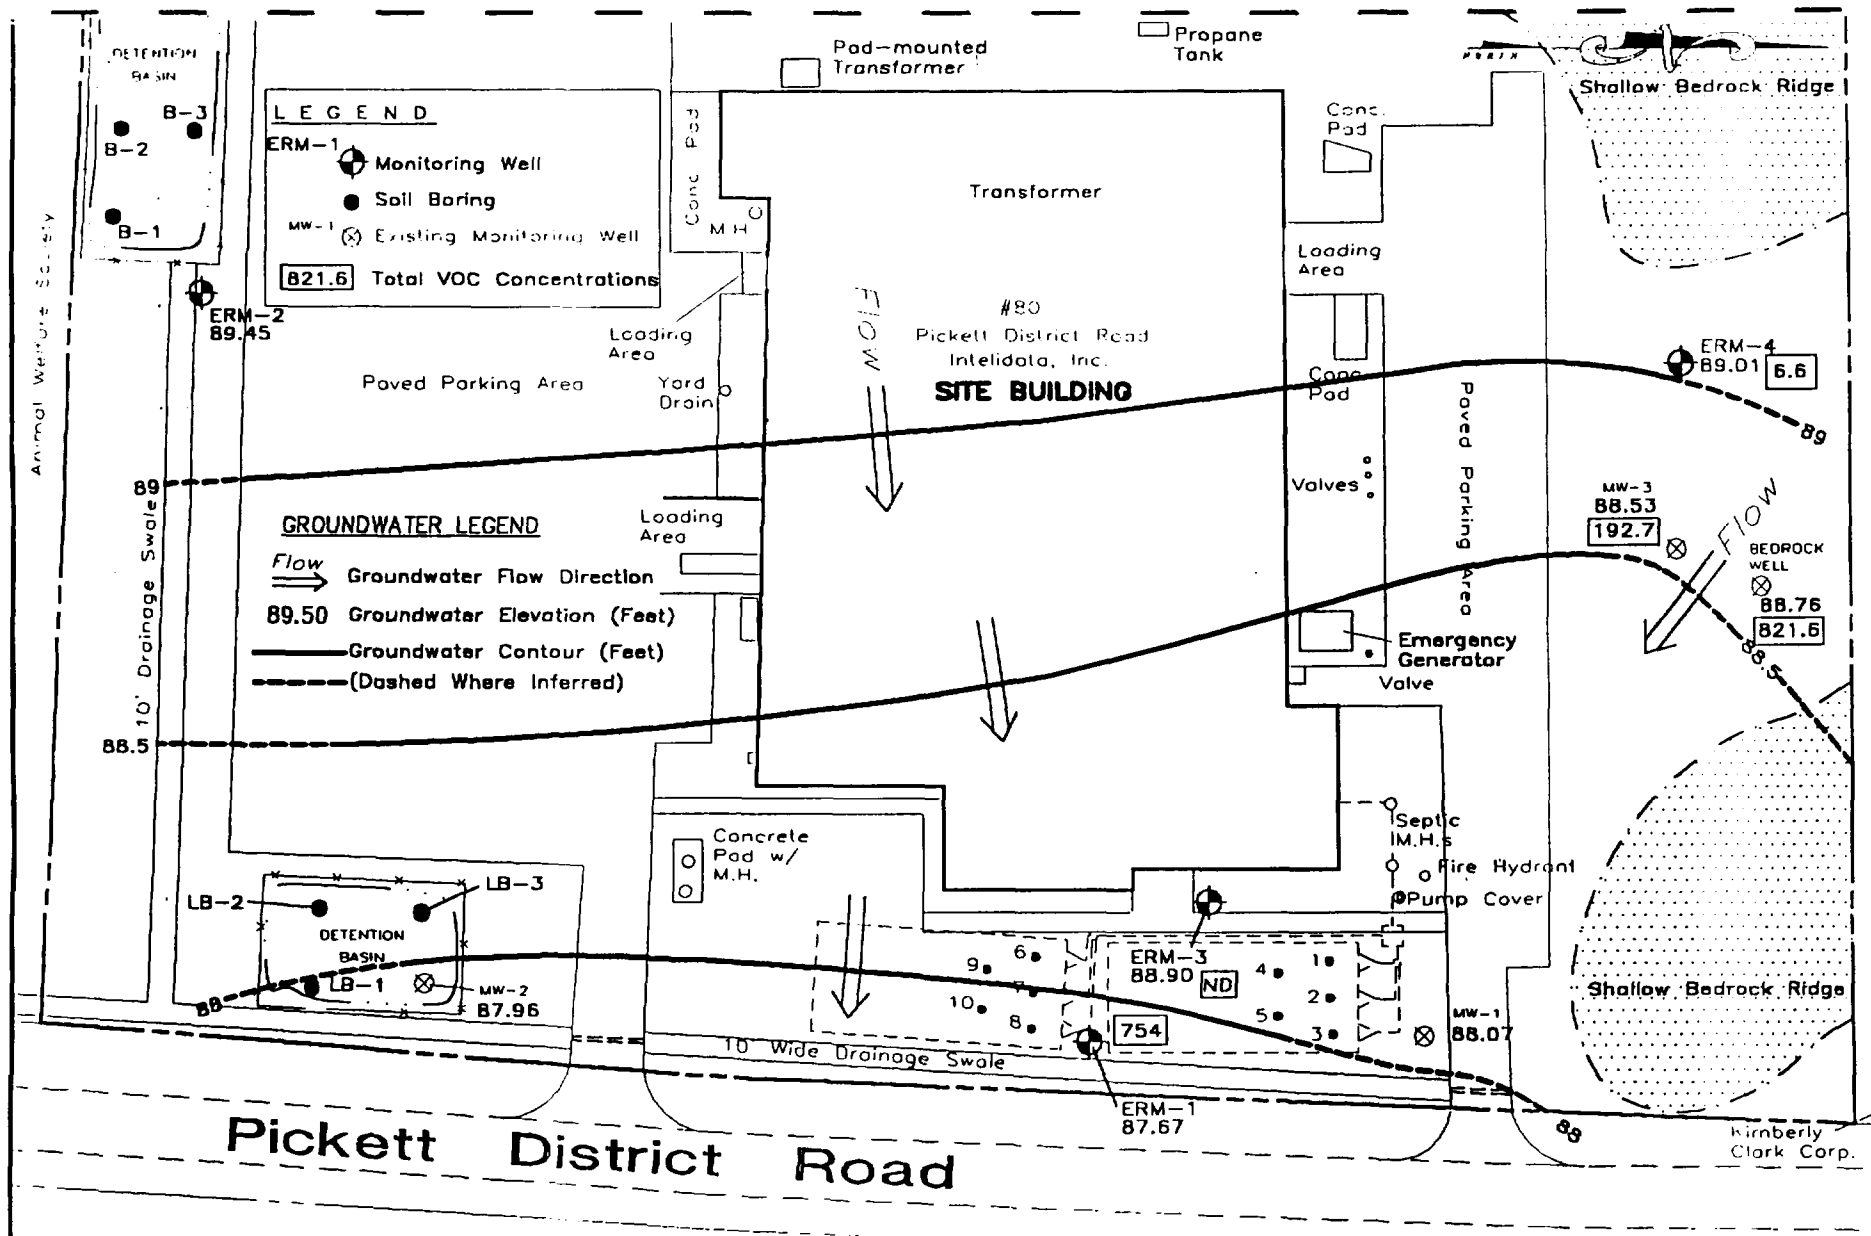 DETENTION
BASIN
B-3
B-2
B-1
LEGEND
ERM-1
Monitoring Well
Soil Boring
MW-1
Existing Monitoring Well
821.6 Total VOC Concentrations
ERM-2
89.45
Conc Pad
M.H
Pad-mounted
Transformer
Propane
Tank
NORTH
Shallow Bedrock Ridge
Conc.
Pad
Transformer
Loading
Area
#80
Pickett District Road
Intelidata, Inc.
SITE BUILDING
Flow
Loading
Area
Paved Parking Area
Yard
Drain
Conc
Pad
ERM-4
89.01
6.6
89
89
Paved Parking Area
Valves
MW-3
88.53
192.7
Flow
BEDROCK
WELL
88.76
821.6
88.5
10' Drainage Swale
GROUNDWATER LEGEND
Flow
Groundwater Flow Direction
89.50 Groundwater Elevation (Feet)
Groundwater Contour (Feet)
(Dashed Where Inferred)
Loading
Area
Emergency
Generator
Valve
88.5
Concrete
Pad w/
M.H.
Septic
M.H.s
Fire Hydrant
Pump Cover
LB-2
LB-3
DETENTION
BASIN
LB-1
MW-2
87.96
88
9
6
7
10
8
ERM-3
88.90
ND
4
1
2
5
3
754
MW-1
88.07
Shallow Bedrock Ridge
10 Wide Drainage Swale
ERM-1
87.67
88
Kimberly
Clark Corp.
Pickett District Road